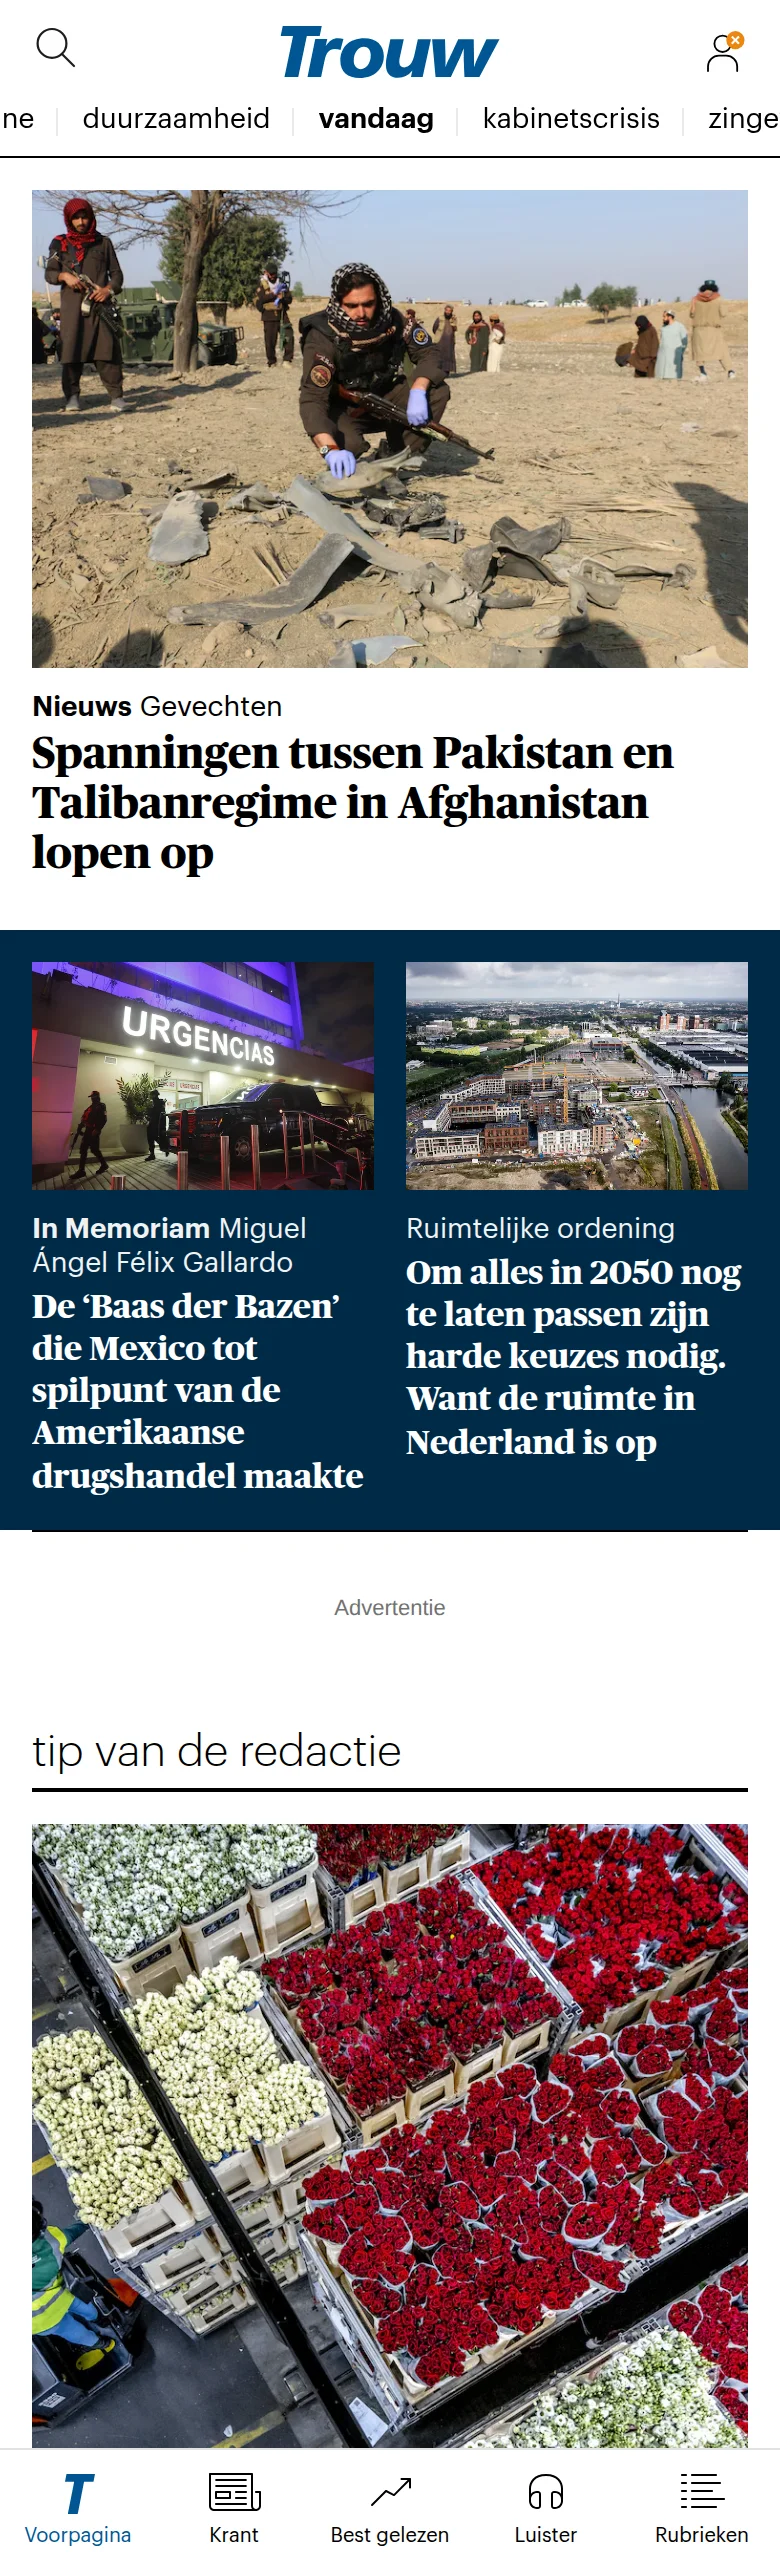 Trouw
ne duurzaamheid vandaag kabinetscrisis zinge
Nieuws Gevechten
Spanningen tussen Pakistan en
Talibanregime in Afghanistan
lopen op
URGENCIAS
In Memoriam Miguel
Ángel Félix Gallardo
De ‘Baas der Bazen’
die Mexico tot
spilpunt van de
Amerikaanse
drugshandel maakte
Ruimtelijke ordening
Om alles in 2050 nog
te laten passen zijn
harde keuzes nodig.
Want de ruimte in
Nederland is op
Advertentie
tip van de redactie
T
Voorpagina Krant Best gelezen Luister Rubrieken